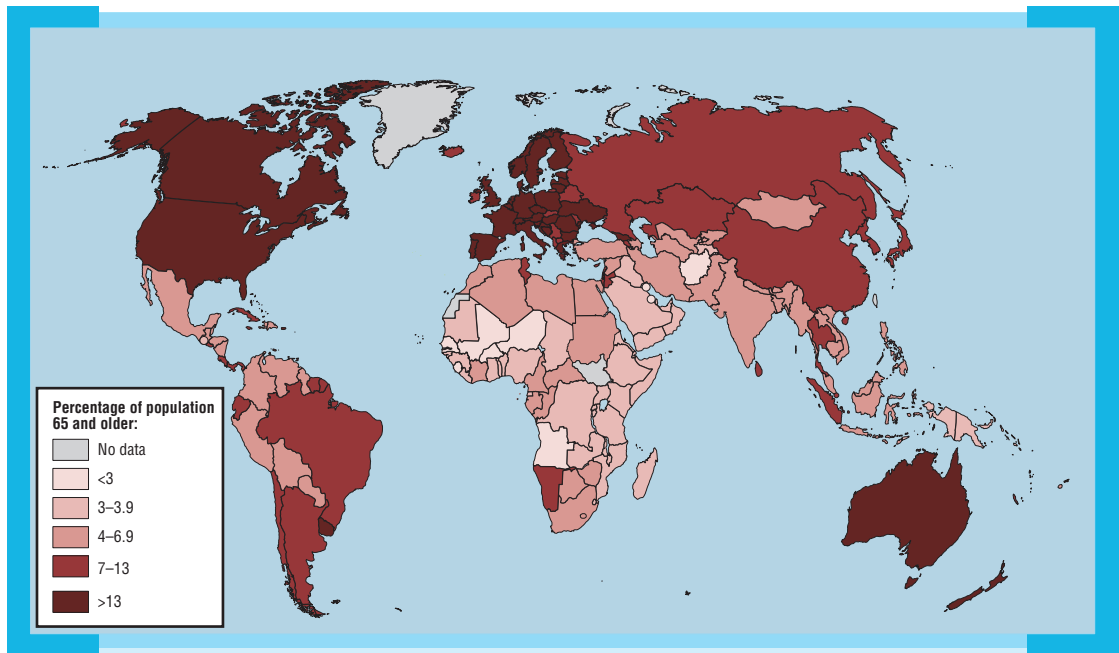 Percentage of population
65 and older:
No data
<3
3–3.9
4–6.9
7–13
>13